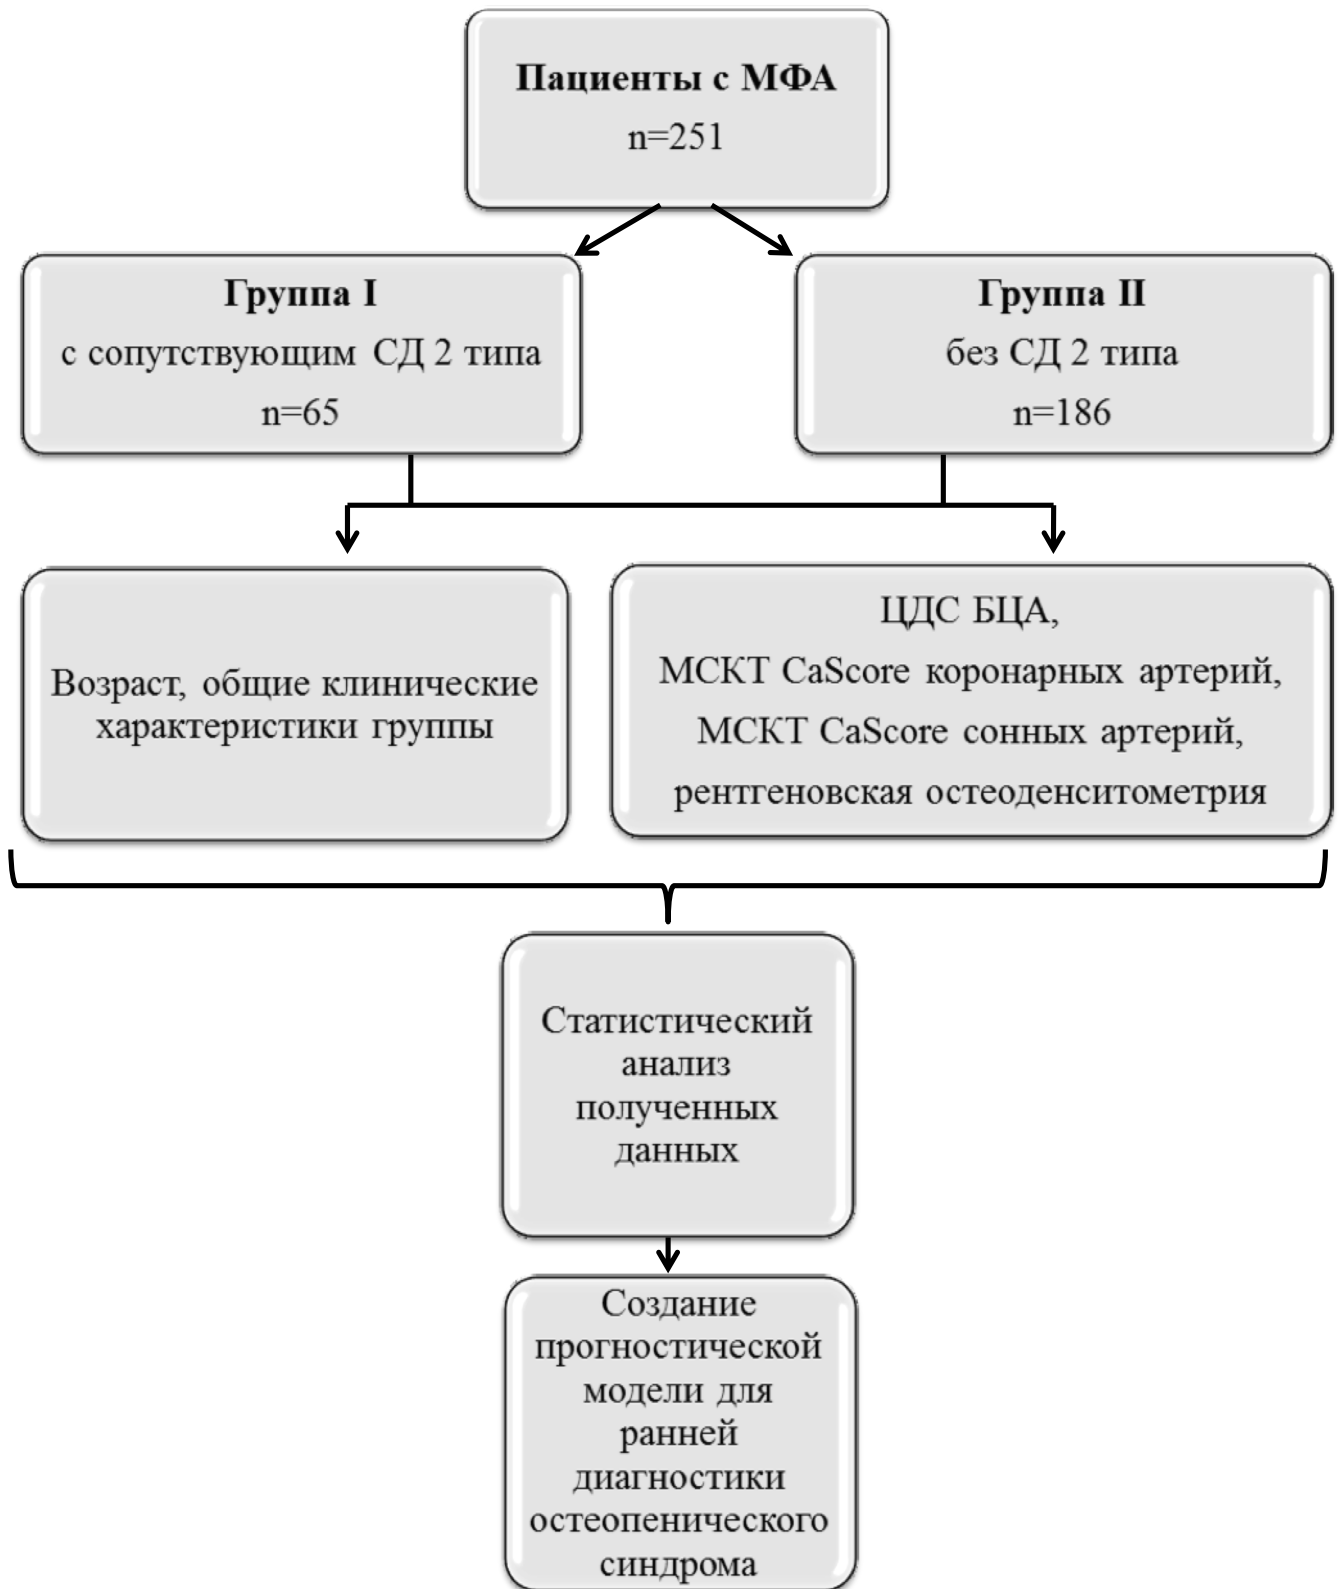 Пациенты с МФА
n=251
Группа I
с сопутствующим СД 2 типа
n=65
Группа II
без СД 2 типа
n=186
Возраст, общие клинические
характеристики группы
ЦДС БЦА,
МСКТ CaScore коронарных артерий,
МСКТ CaScore сонных артерий,
рентгеновская остеоденситометрия
Статистический
анализ
полученных
данных
Создание
прогностической
модели для
ранней
диагностики
остеопенического
синдрома